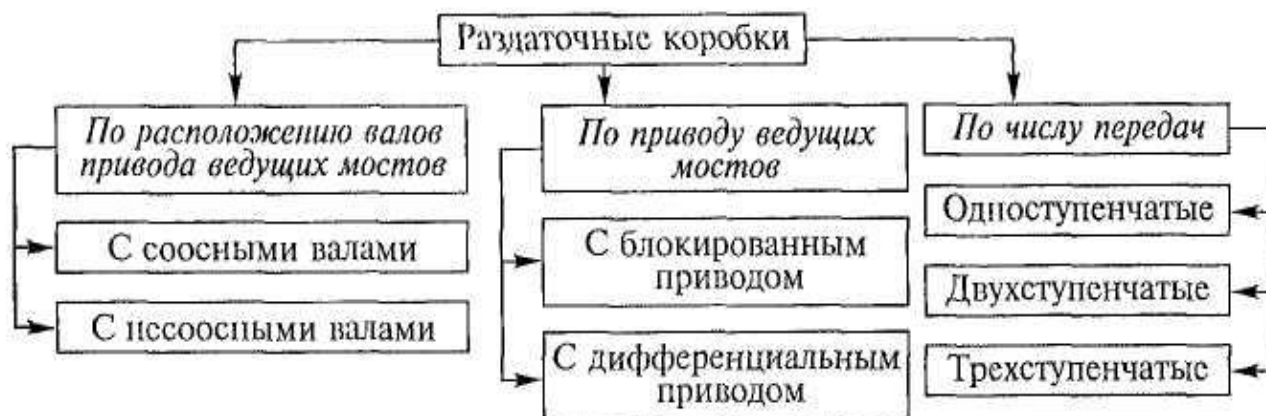 Раздаточные коробки
По расположению валов
привода ведущих мостов
С соосными валами
С нссоосными валами
По приводу ведущих
мостов
С блокированным
приводом
С дифференциальным
приводом
По числу передач
Одноступенчатые
Двухступенчатые
Трехступенчатые